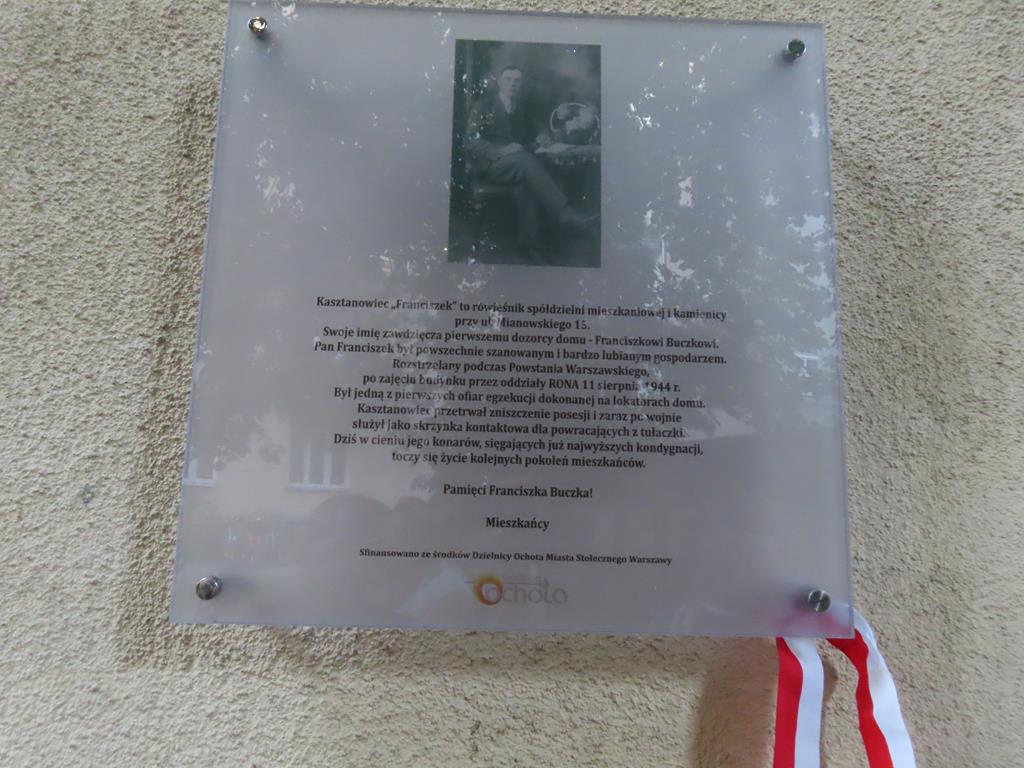 Kasztanowiec „Franciszek” to rówieśnik spółdzielni mieszkaniowej i kamienicy
przy ul. Mianowskiego 15.
Swoje imię zawdzięcza pierwszemu dozorcy domu - Franciszkowi Buczkowi.
Pan Franciszek był powszechnie szanowanym i bardzo lubianym gospodarzem.
Rozstrzelany podczas Powstania Warszawskiego,
po zajęciu budynku przez oddziały RONA 11 sierpnia 1944 r.
Był jedną z pierwszych ofiar egzekucji dokonanej na lokatorach domu.
Kasztanowiec przetrwał zniszczenie posesji i zaraz po wojnie
służył jako skrzynka kontaktowa dla powracających z tułaczki.
Dziś w cieniu jego konarów, sięgających już najwyższych kondygnacji,
toczy się życie kolejnych pokoleń mieszkańców.
Pamięci Franciszka Buczka!
Mieszkańcy
Sfinansowano ze środków Dzielnicy Ochota Miasta Stołecznego Warszawy
ochota